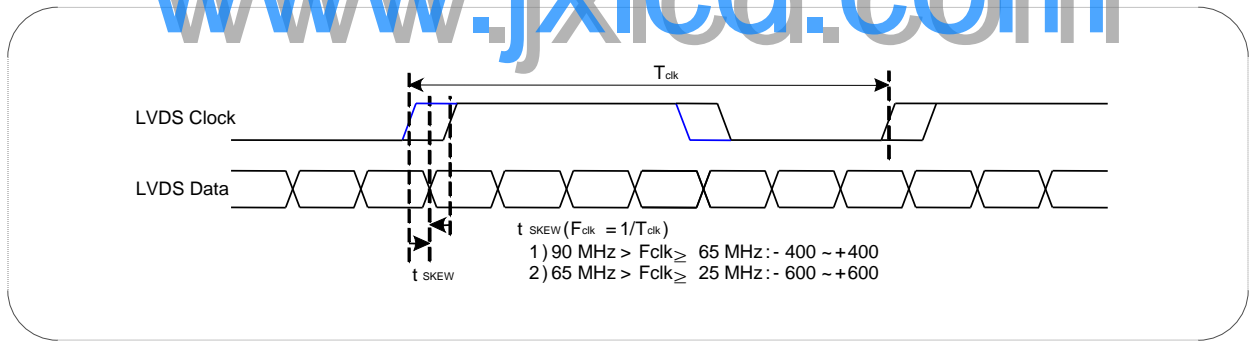 www.jxlcd.com
Tclk
LVDS Clock
LVDS Data
t SKEW (Fclk = 1/Tclk)
1) 90 MHz > Fclk ≥ 65 MHz : - 400 ~ +400
2) 65 MHz > Fclk ≥ 25 MHz : - 600 ~ +600
t SKEW